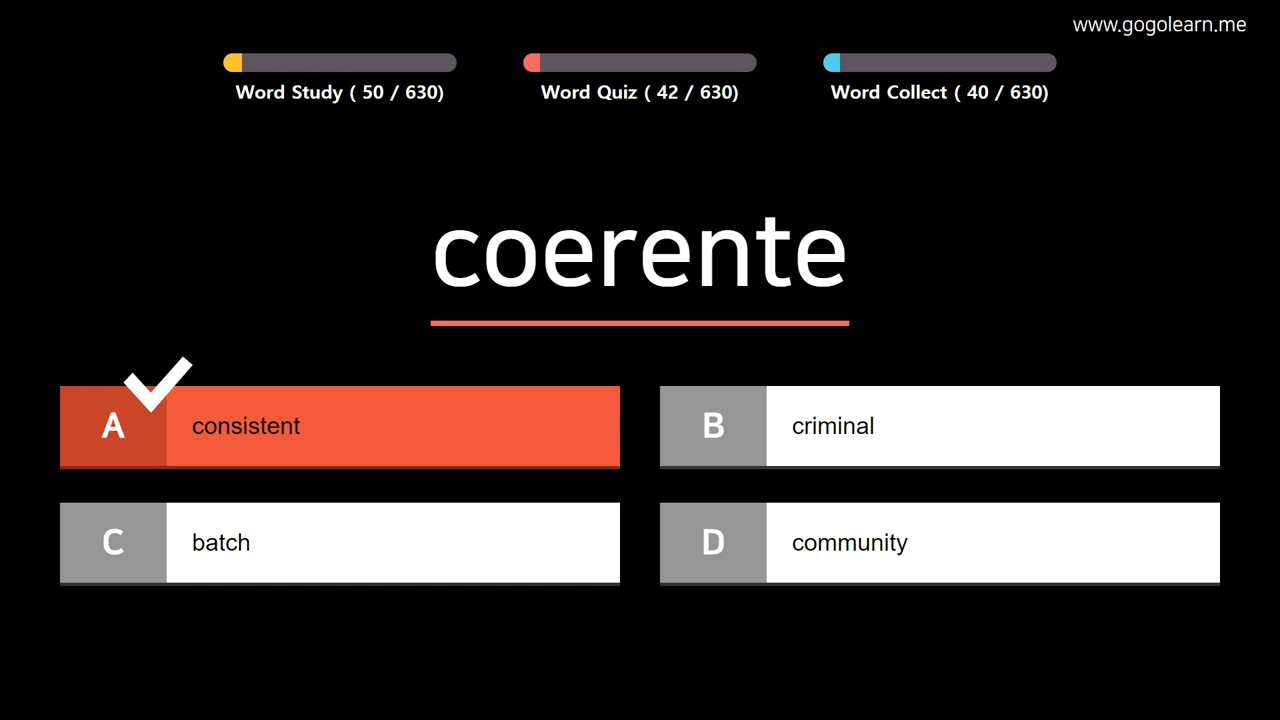 www.gogolearn.me
Word Study ( 50 / 630)
Word Quiz ( 42 / 630)
Word Collect ( 40 / 630)
coerente
A consistent
B criminal
C batch
D community